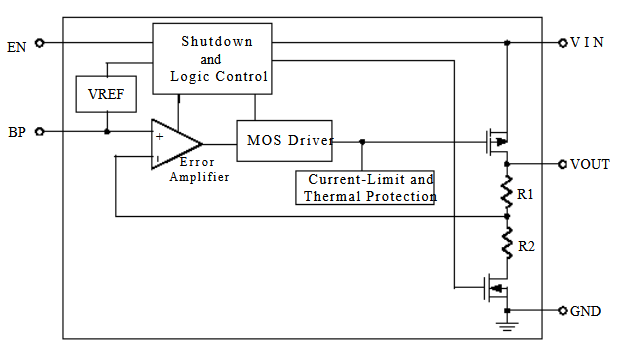 EN
Shutdown
and
Logic Control
VIN
VREF
BP
+
-
Error
Amplifier
MOS Driver
Current-Limit and
Thermal Protection
VOUT
R1
R2
GND